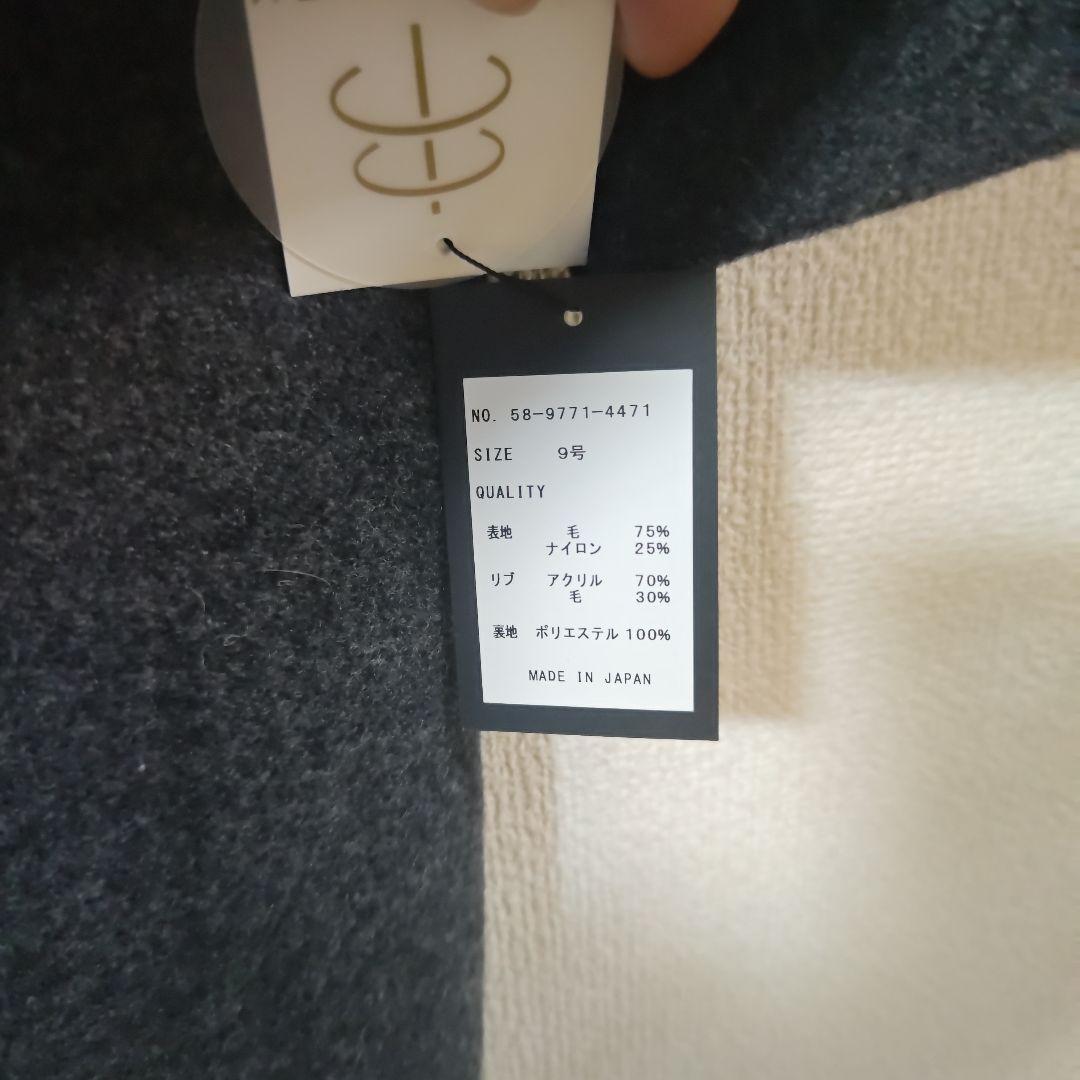 NO. 58-9771-4471
SIZE 9号
QUALITY
表地 毛 75%
ナイロン 25%
リブ アクリル 70%
毛 30%
裏地 ポリエステル 100%
MADE IN JAPAN